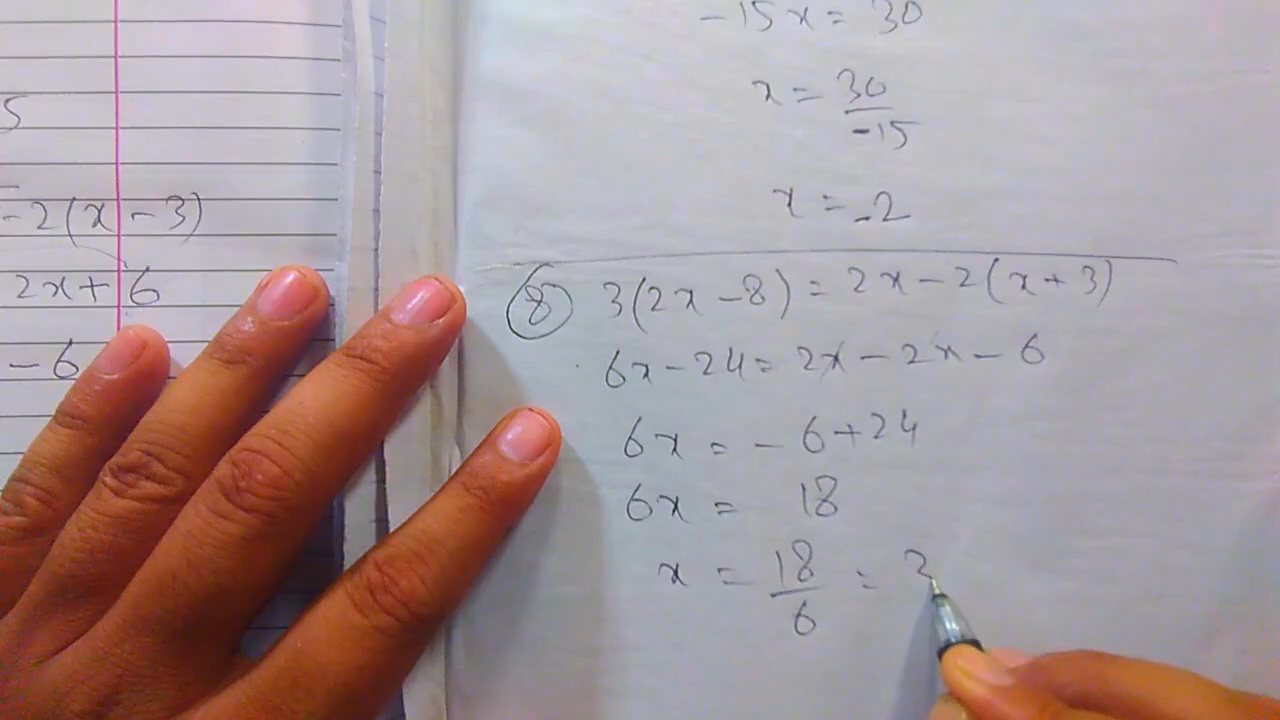 5
-2(x-3)
2x+6
-6
-15x = 30
x = 30/-15
x = -2
8 3(2x-8) = 2x-2(x+3)
6x-24 = 2x-2x-6
6x = -6+24
6x = 18
x = 18/6 = 3